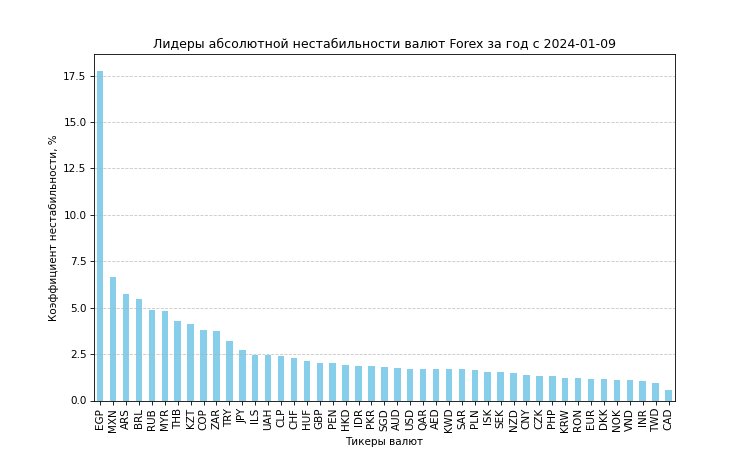 Лидеры абсолютной нестабильности валют Forex за год с 2024-01-09
Коэффициент нестабильности, %
17.5
15.0
12.5
10.0
7.5
5.0
2.5
0.0
EGP MXN ARS BRL RUB MYR THB KZT COP ZAR TRY JPY ILS UAH CLP CHF HUF GBP PEN HKD IDR PKR SGD AUD USD QAR AED KWD SAR PLN ISK SEK NZD CNY CZK PHP KRW RON EUR DKK NOK VND INR TWD CAD
Тикеры валют